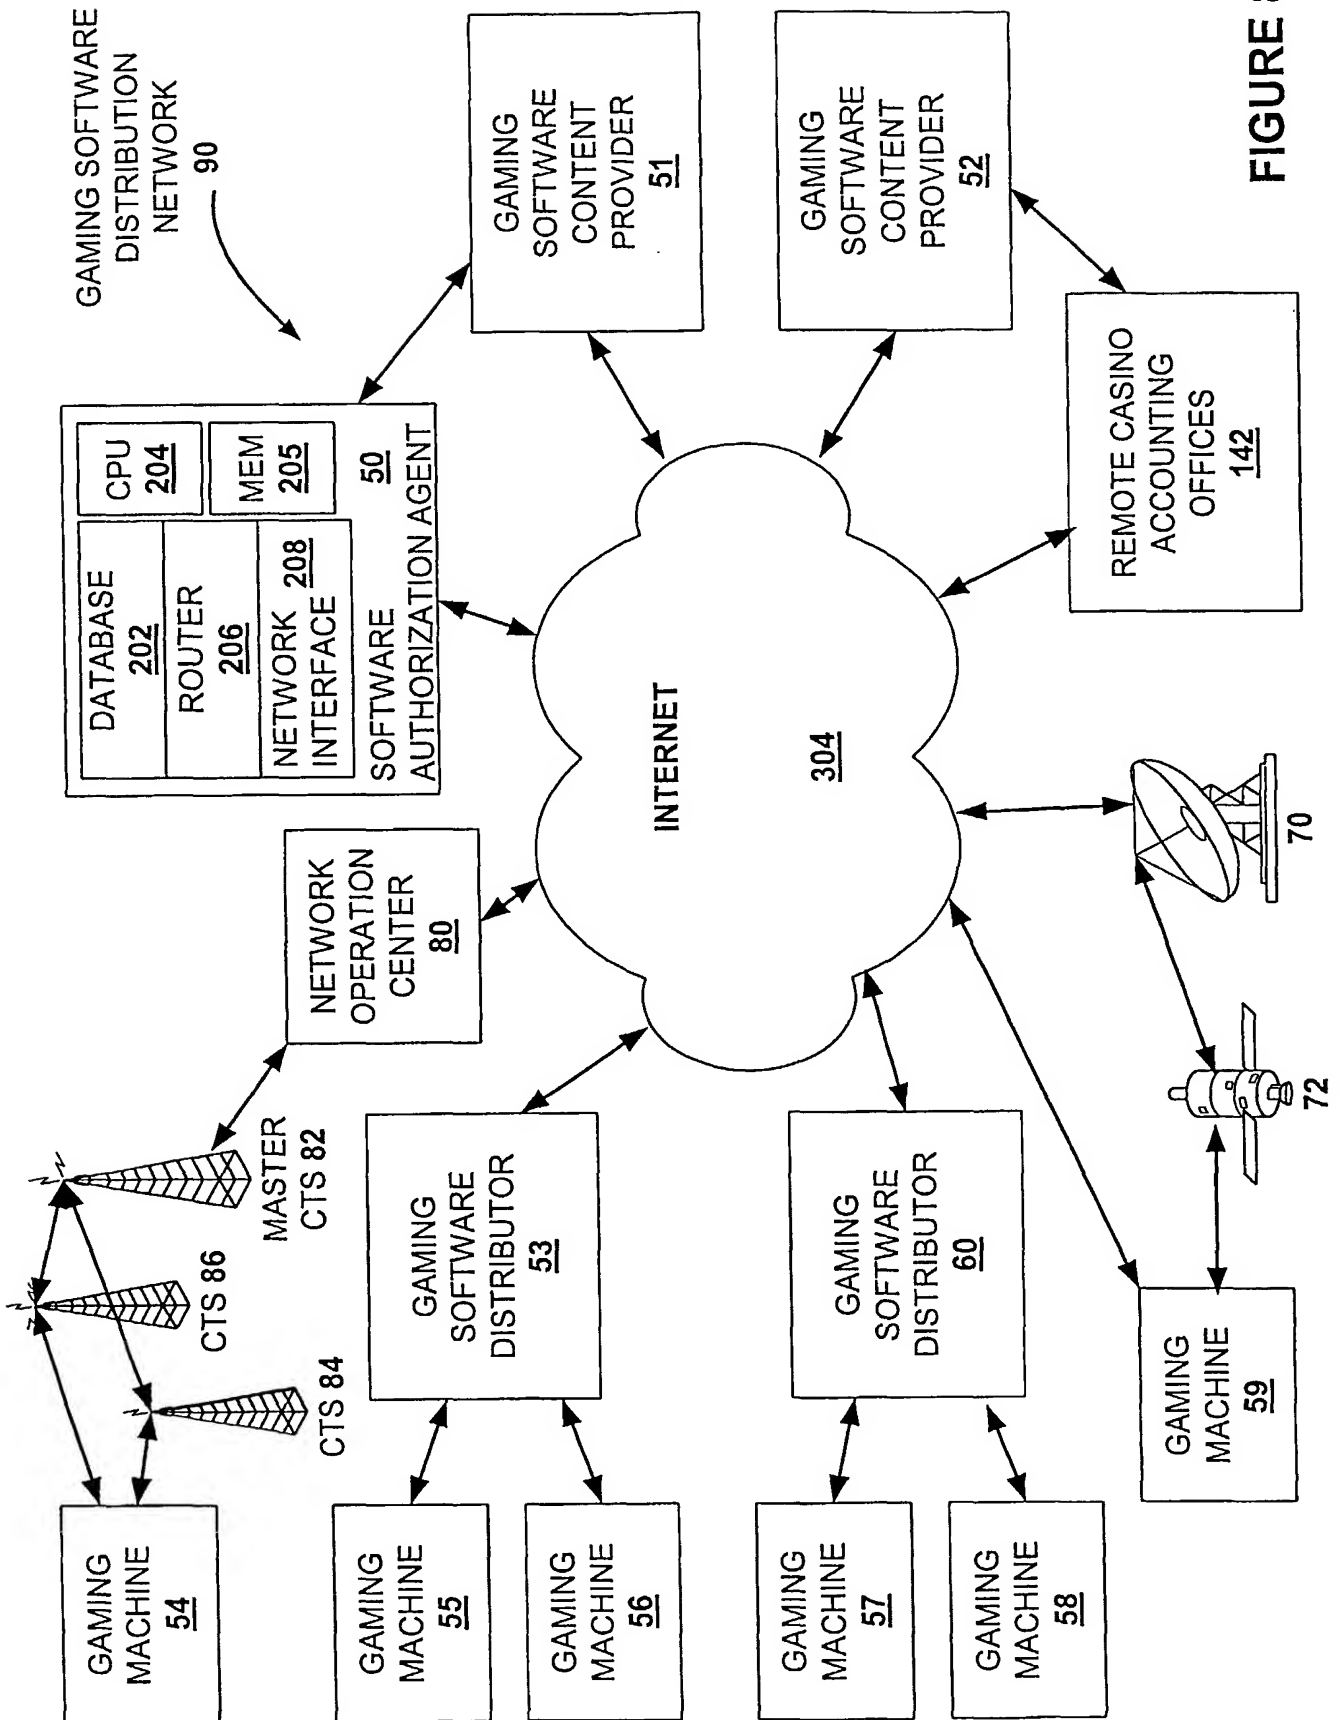 GAMING SOFTWARE
DISTRIBUTION
NETWORK
90
DATABASE
202
ROUTER
206
NETWORK
208
INTERFACE
CPU
204
MEM
205
SOFTWARE
50
AUTHORIZATION AGENT
GAMING
SOFTWARE
CONTENT
PROVIDER
51
GAMING
SOFTWARE
CONTENT
PROVIDER
52
REMOTE CASINO
ACCOUNTING
OFFICES
142
INTERNET
304
NETWORK
OPERATION
CENTER
80
MASTER
CTS 82
CTS 86
CTS 84
GAMING
SOFTWARE
DISTRIBUTOR
53
GAMING
SOFTWARE
DISTRIBUTOR
60
GAMING
MACHINE
54
GAMING
MACHINE
55
GAMING
MACHINE
56
GAMING
MACHINE
57
GAMING
MACHINE
58
GAMING
MACHINE
59
70
72
FIGURE